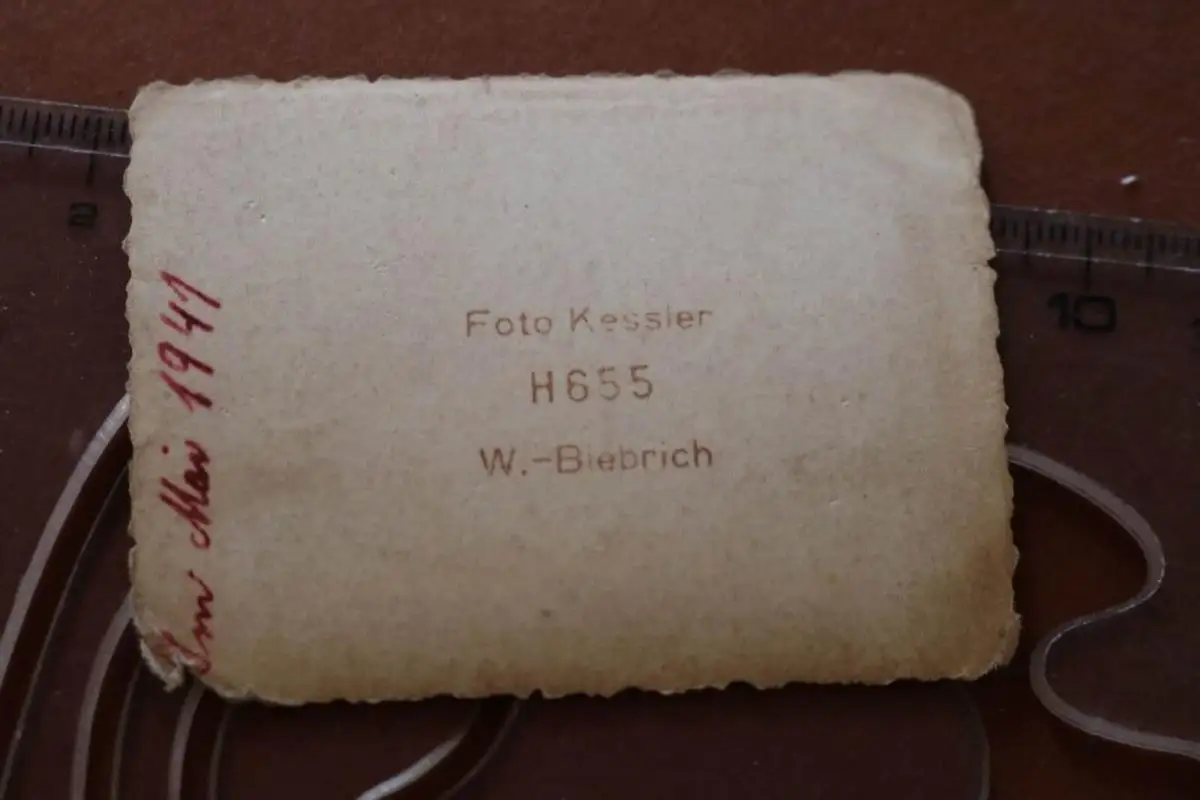 Foto Kessler
H655
W.-Biebrich
Im Mai 1941
10